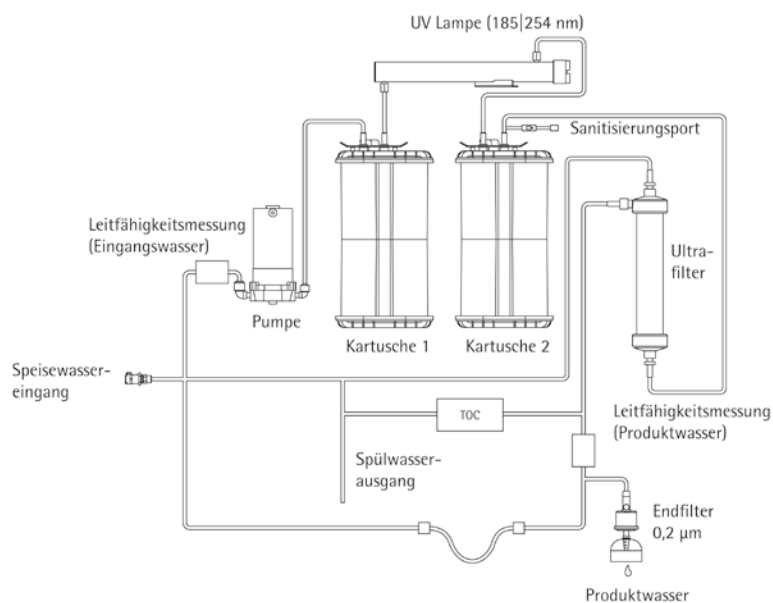 UV Lampe (185|254 nm)
Sanitisierungsport
Leitfähigkeitsmessung
(Eingangswasser)
Ultra-
filter
Pumpe
Kartusche 1
Kartusche 2
Speisewasser-
eingang
Leitfähigkeitsmessung
(Produktwasser)
TOC
Spülwasser-
ausgang
Endfilter
0,2 µm
Produktwasser